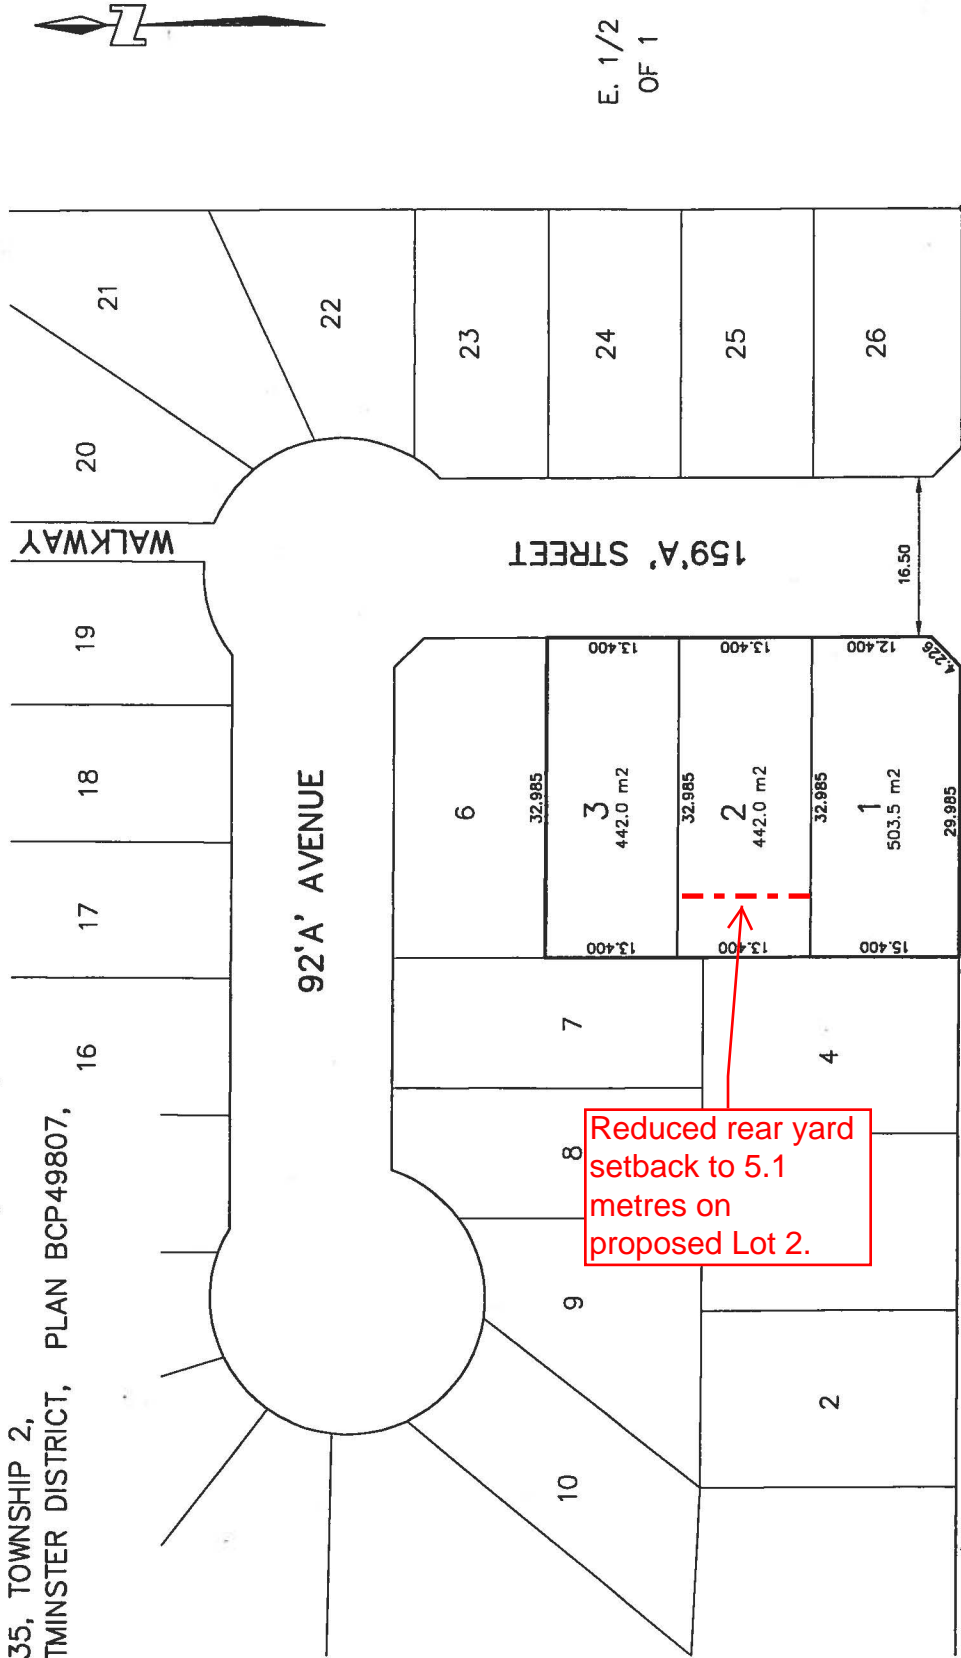 35, TOWNSHIP 2,
TMINSTER DISTRICT, PLAN BCP49807,
N
E. 1/2
OF 1
WALKWAY
20
21
22
23
24
25
26
19
18
17
16
92'A' AVENUE
159'A' STREET
16.50
6
32.985
3
442.0 m2
13.400
13.400
32.985
2
442.0 m2
13.400
13.400
32.985
1
503.5 m2
12.400
15.400
4.226
29.985
7
8
9
10
4
2
Reduced rear yard
setback to 5.1
metres on
proposed Lot 2.